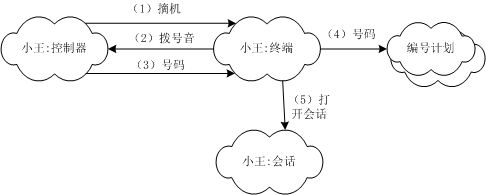 （1）摘机
（2）拨号音
（3）号码
（4）号码
小王:控制器
小王:终端
编号计划
（5）打
开会话
小王:会话